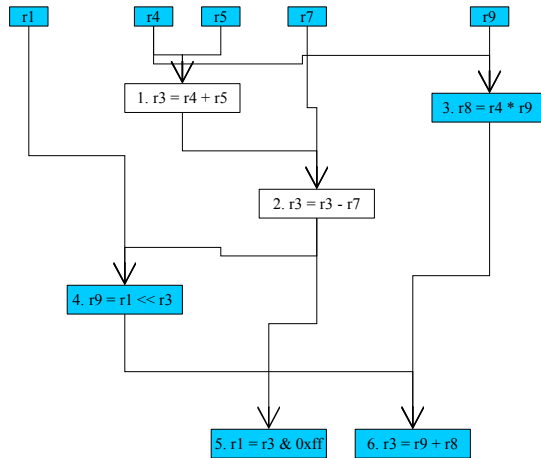 r1 r4 r5 r7 r9
1. r3 = r4 + r5
3. r8 = r4 * r9
2. r3 = r3 - r7
4. r9 = r1 << r3
5. r1 = r3 & 0xff
6. r3 = r9 + r8